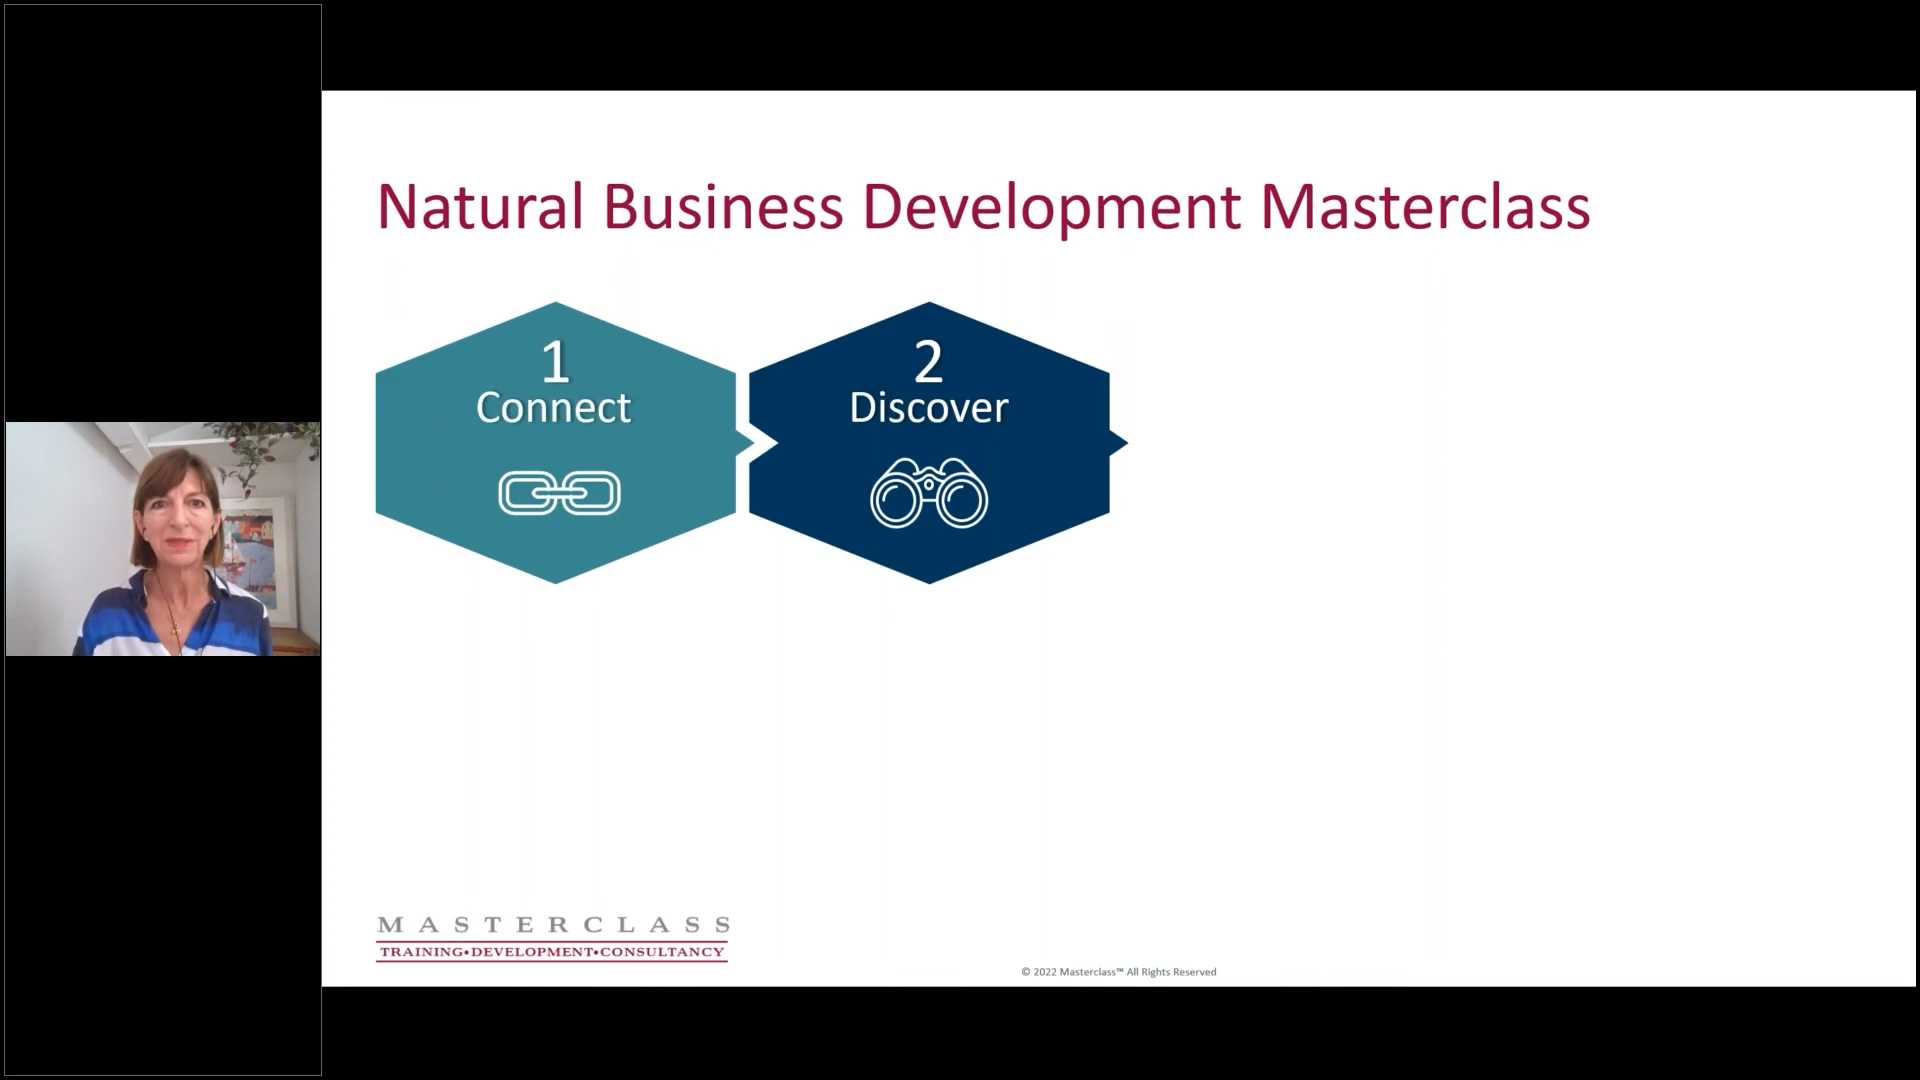 Natural Business Development Masterclass
1
Connect
2
Discover
MASTERCLASS
TRAINING•DEVELOPMENT•CONSULTANCY
© 2022 Masterclass™ All Rights Reserved